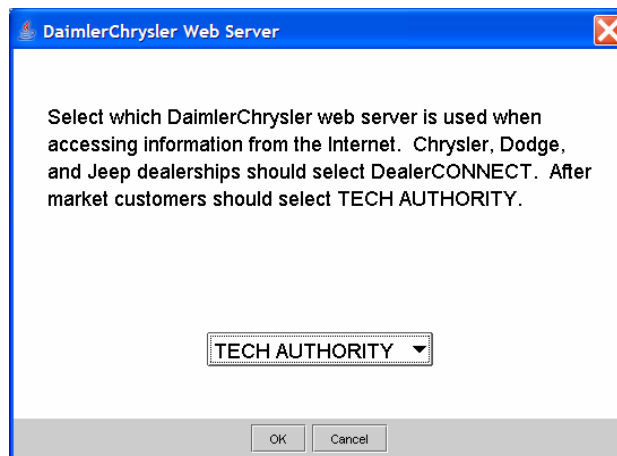 DaimlerChrysler Web Server
Select which DaimlerChrysler web server is used when
accessing information from the Internet.  Chrysler, Dodge,
and Jeep dealerships should select DealerCONNECT.  After
market customers should select TECH AUTHORITY.
TECH AUTHORITY
OK Cancel